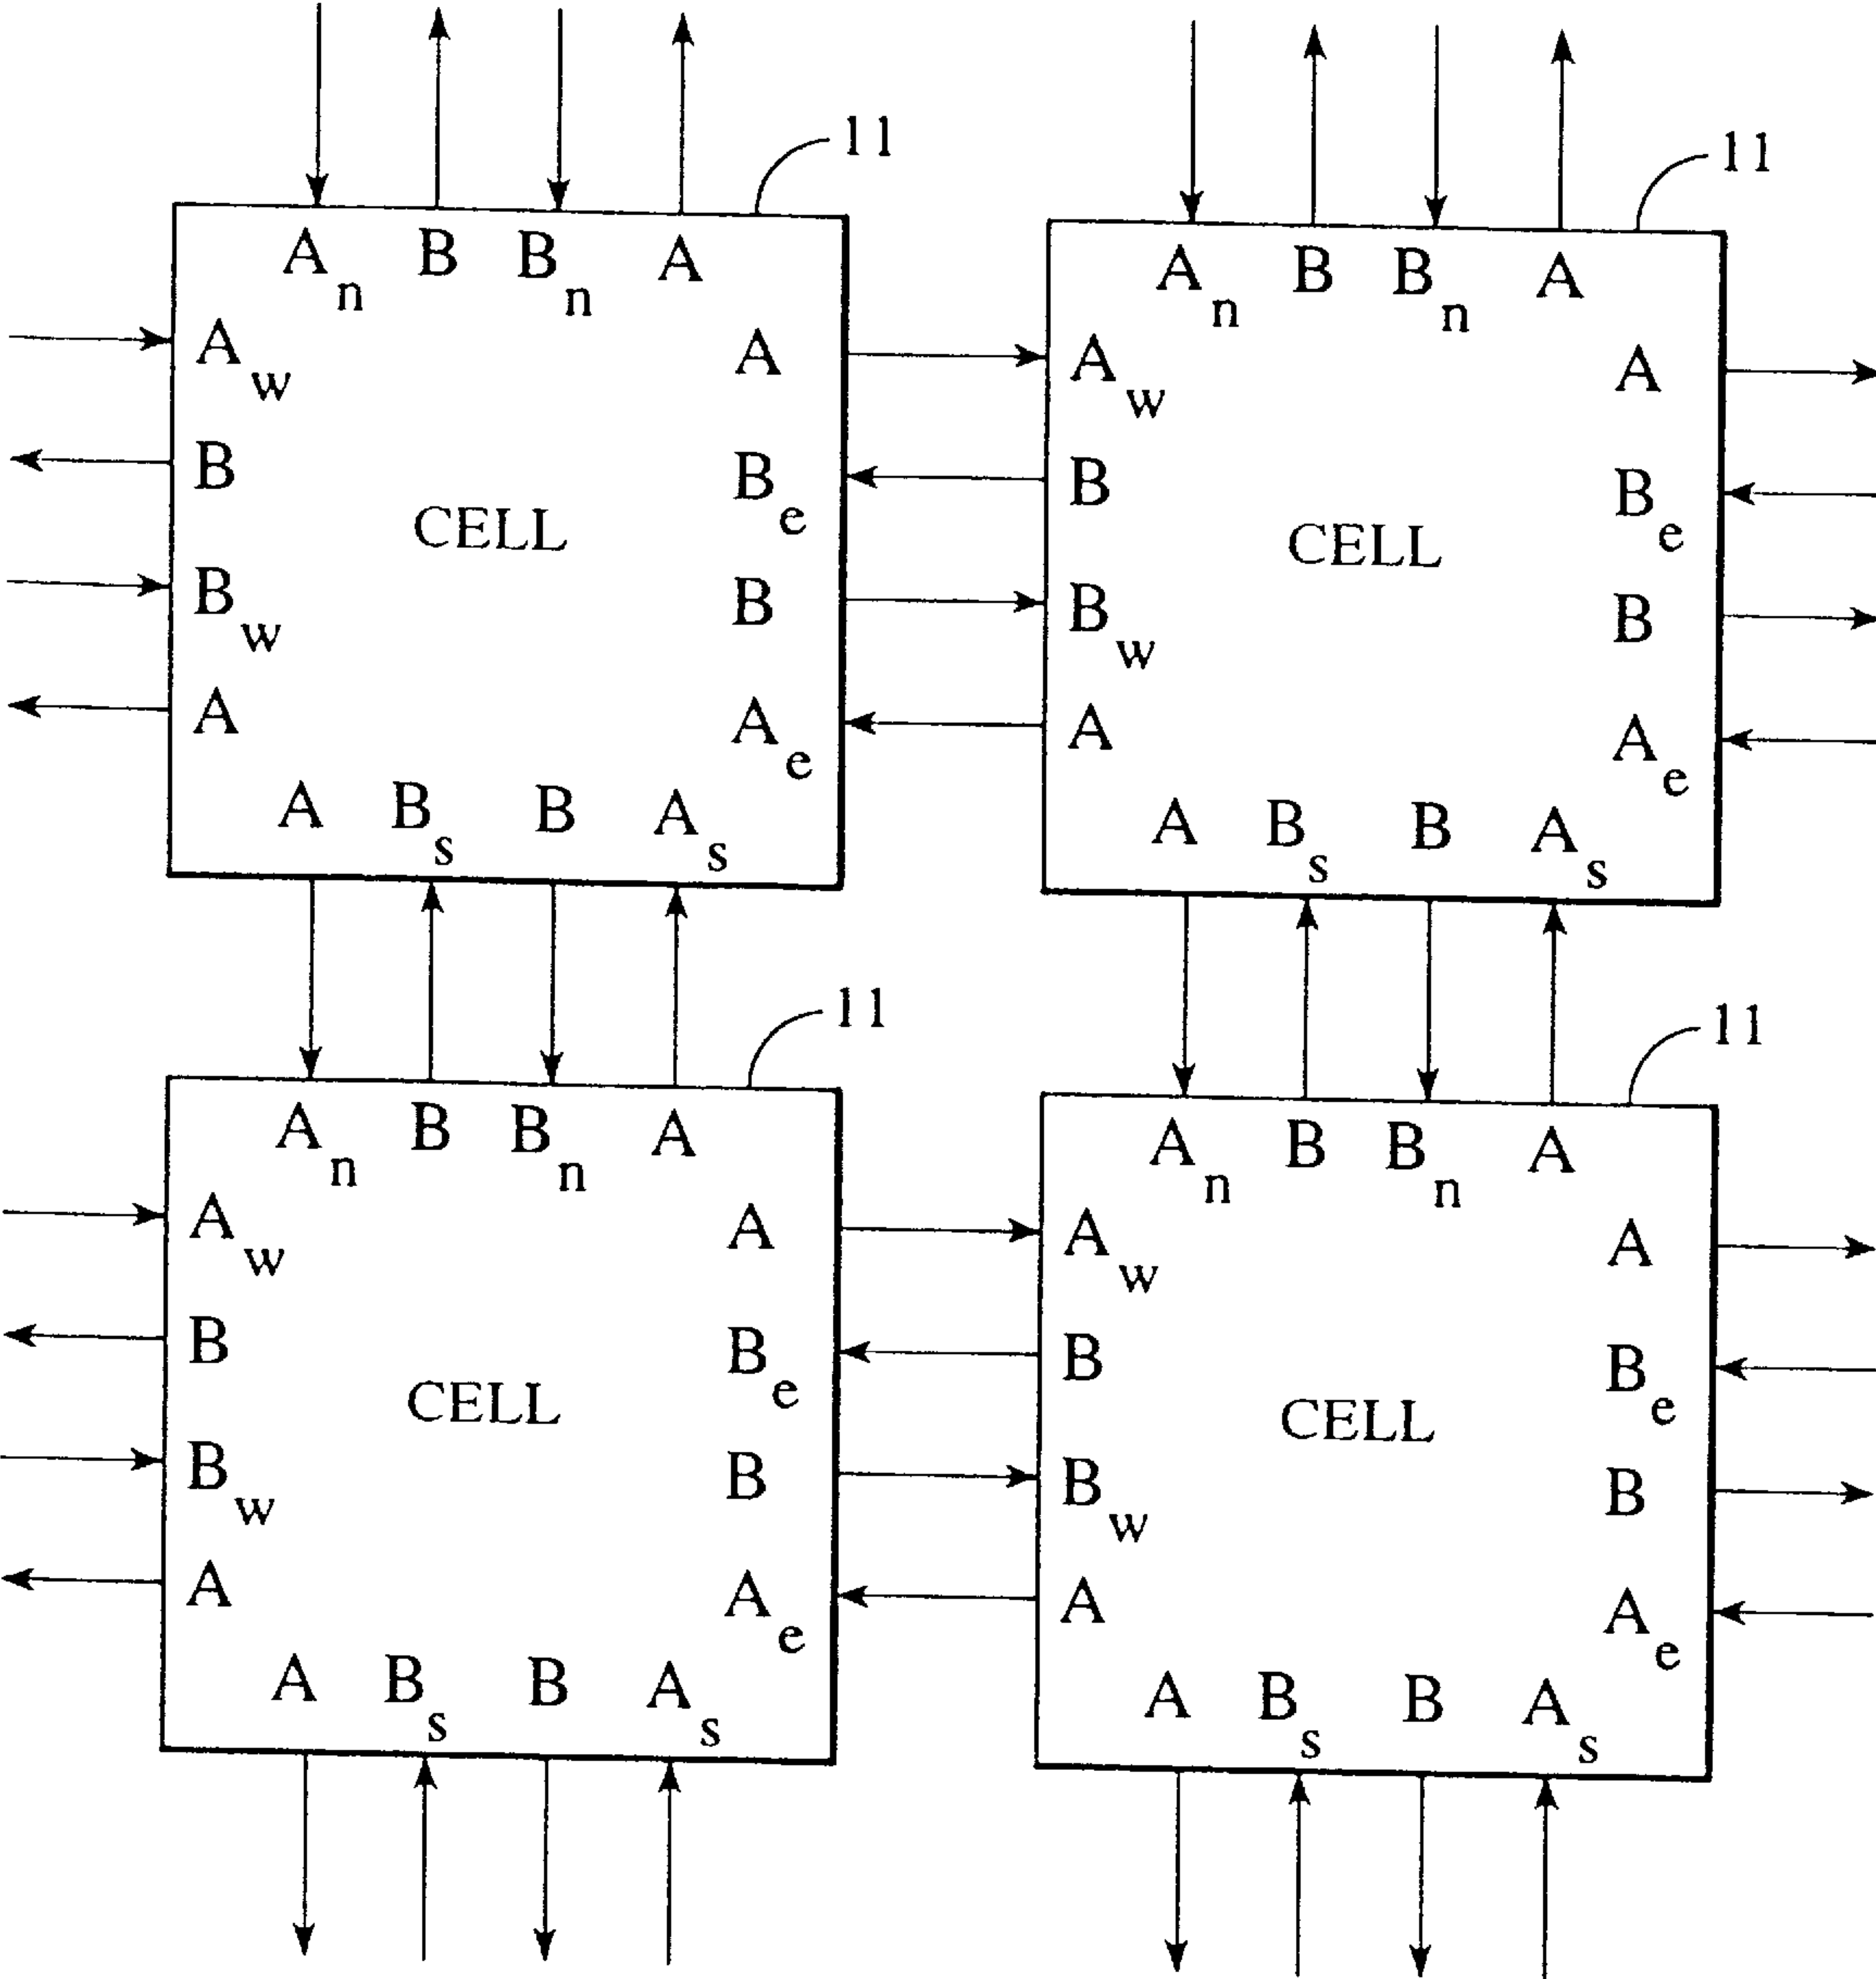 11 11
A_n B B_n A A_n B B_n A
A_w A A_w A
B B_e B B_e
CELL CELL
B_w B B_w B
A A_e A A_e
A B_s B A_s A B_s B A_s
11 11
A_n B B_n A A_n B B_n A
A_w A A_w A
B B_e B B_e
CELL CELL
B_w B B_w B
A A_e A A_e
A B_s B A_s A B_s B A_s